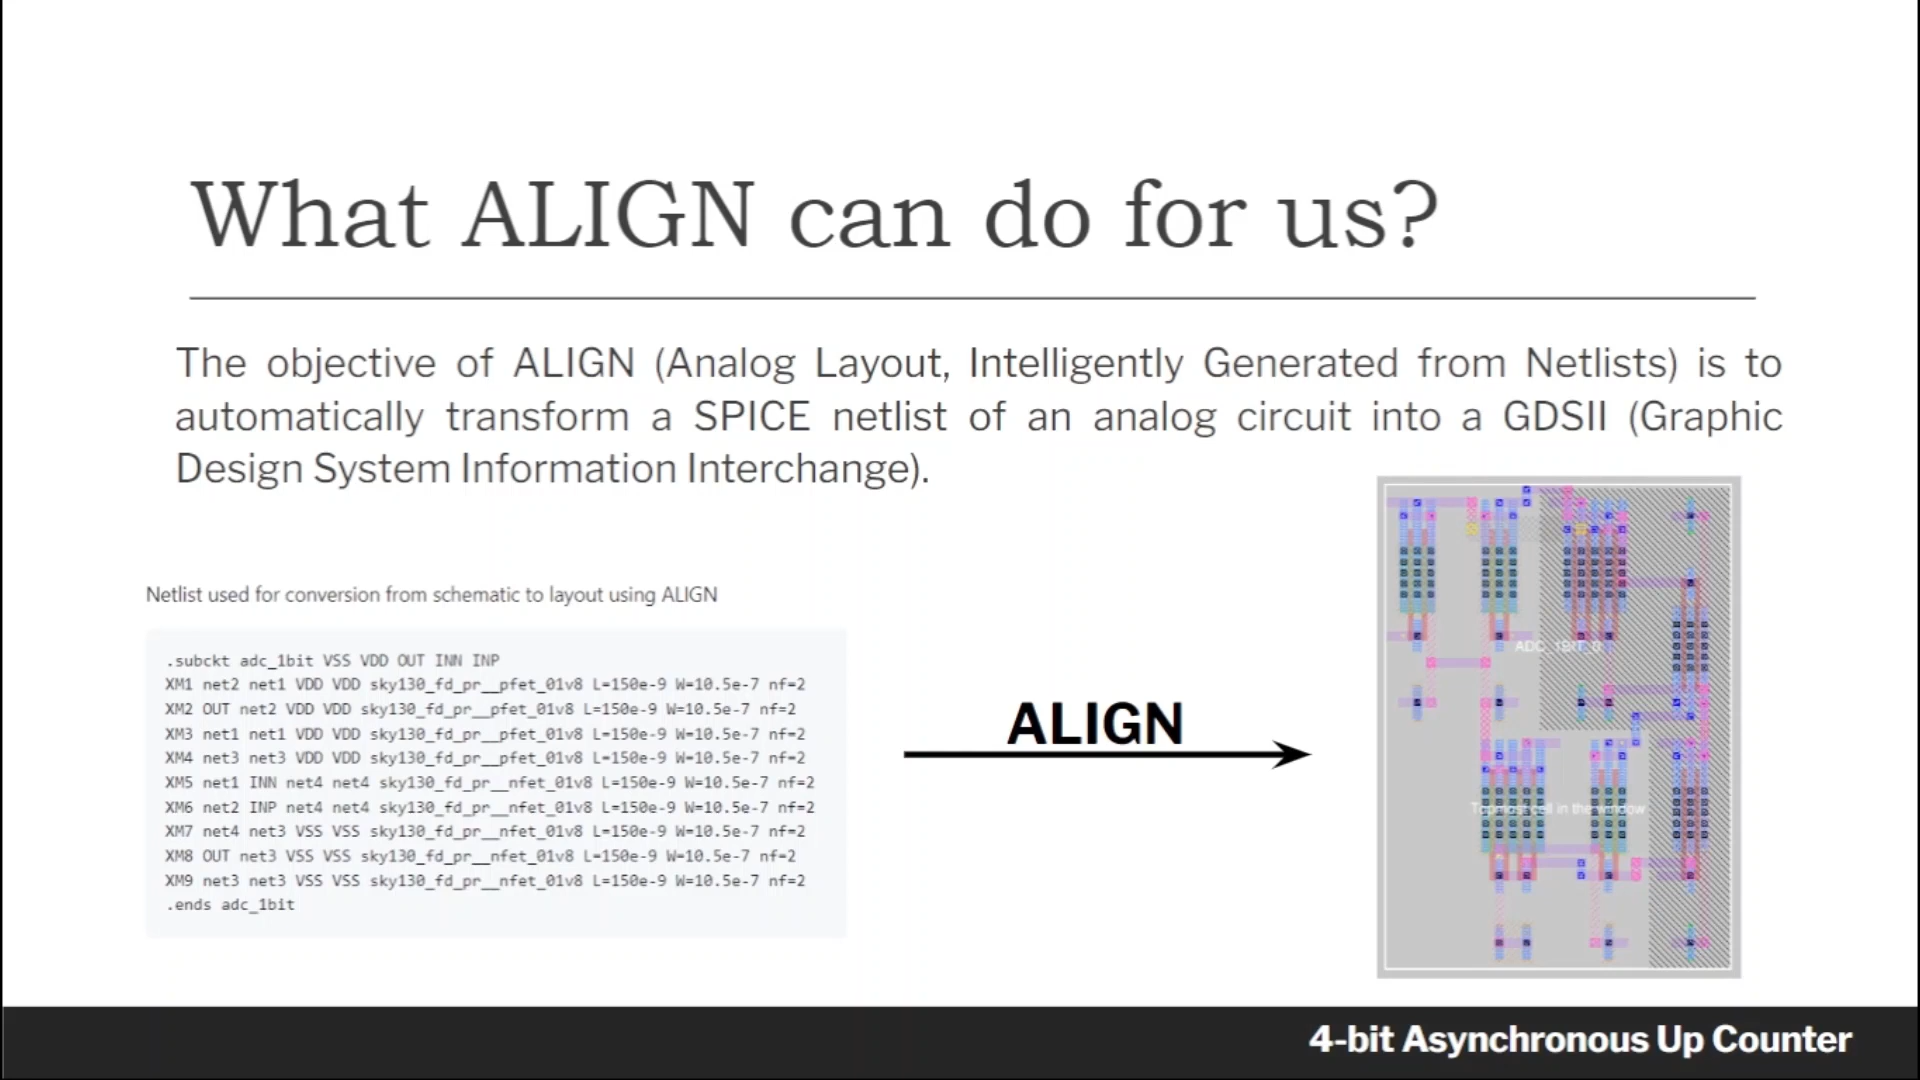 What ALIGN can do for us?
The objective of ALIGN (Analog Layout, Intelligently Generated from Netlists) is to
automatically transform a SPICE netlist of an analog circuit into a GDSII (Graphic
Design System Information Interchange).
Netlist used for conversion from schematic to layout using ALIGN
.subckt adc_1bit VSS VDD OUT INN INP
XM1 net2 net1 VDD VDD sky130_fd_pr__pfet_01v8 L=150e-9 W=10.5e-7 nf=2
XM2 OUT net2 VDD VDD sky130_fd_pr__pfet_01v8 L=150e-9 W=10.5e-7 nf=2
XM3 net1 net1 VDD VDD sky130_fd_pr__pfet_01v8 L=150e-9 W=10.5e-7 nf=2
XM4 net3 net3 VDD VDD sky130_fd_pr__pfet_01v8 L=150e-9 W=10.5e-7 nf=2
XM5 net1 INN net4 net4 sky130_fd_pr__nfet_01v8 L=150e-9 W=10.5e-7 nf=2
XM6 net2 INP net4 net4 sky130_fd_pr__nfet_01v8 L=150e-9 W=10.5e-7 nf=2
XM7 net4 net3 VSS VSS sky130_fd_pr__nfet_01v8 L=150e-9 W=10.5e-7 nf=2
XM8 OUT net3 VSS VSS sky130_fd_pr__nfet_01v8 L=150e-9 W=10.5e-7 nf=2
XM9 net3 net3 VSS VSS sky130_fd_pr__nfet_01v8 L=150e-9 W=10.5e-7 nf=2
.ends adc_1bit
ALIGN
ADC_1BIT_0
Topmost cell in the window
4-bit Asynchronous Up Counter